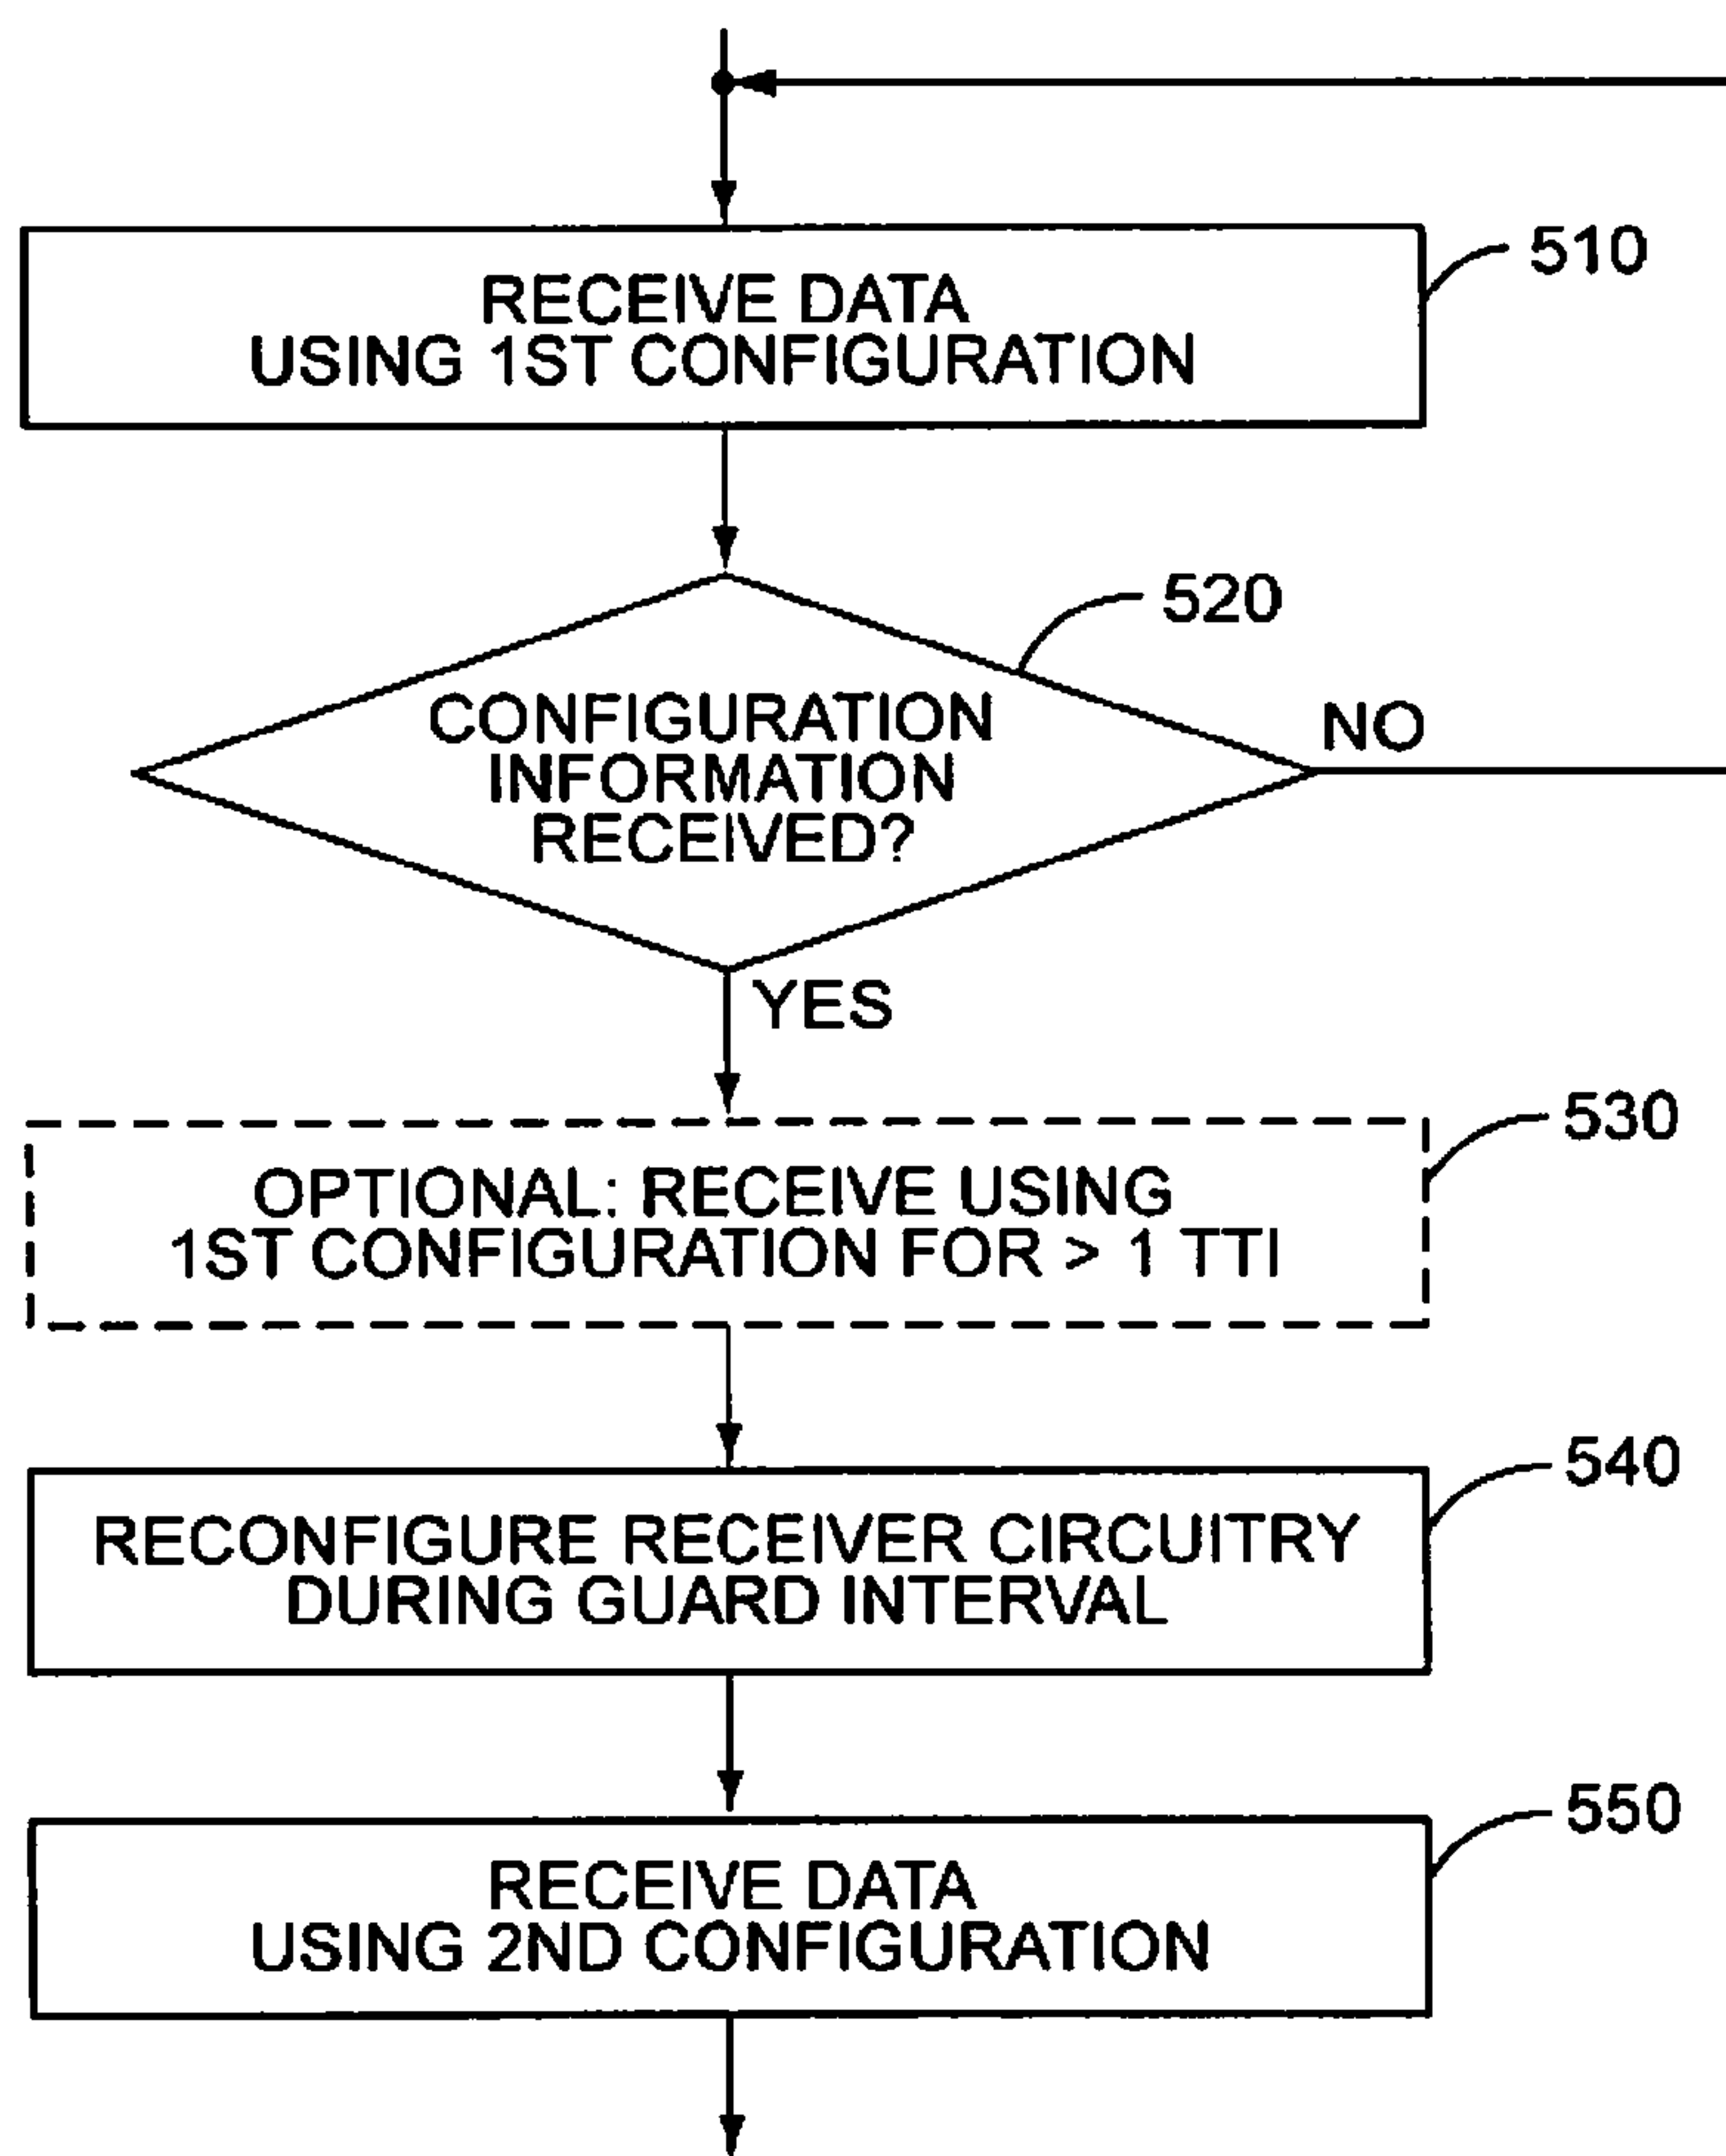 RECEIVE DATA
USING 1ST CONFIGURATION
510
520
CONFIGURATION
INFORMATION
RECEIVED?
NO
YES
530
OPTIONAL: RECEIVE USING
1ST CONFIGURATION FOR > 1 TTI
540
RECONFIGURE RECEIVER CIRCUITRY
DURING GUARD INTERVAL
550
RECEIVE DATA
USING 2ND CONFIGURATION